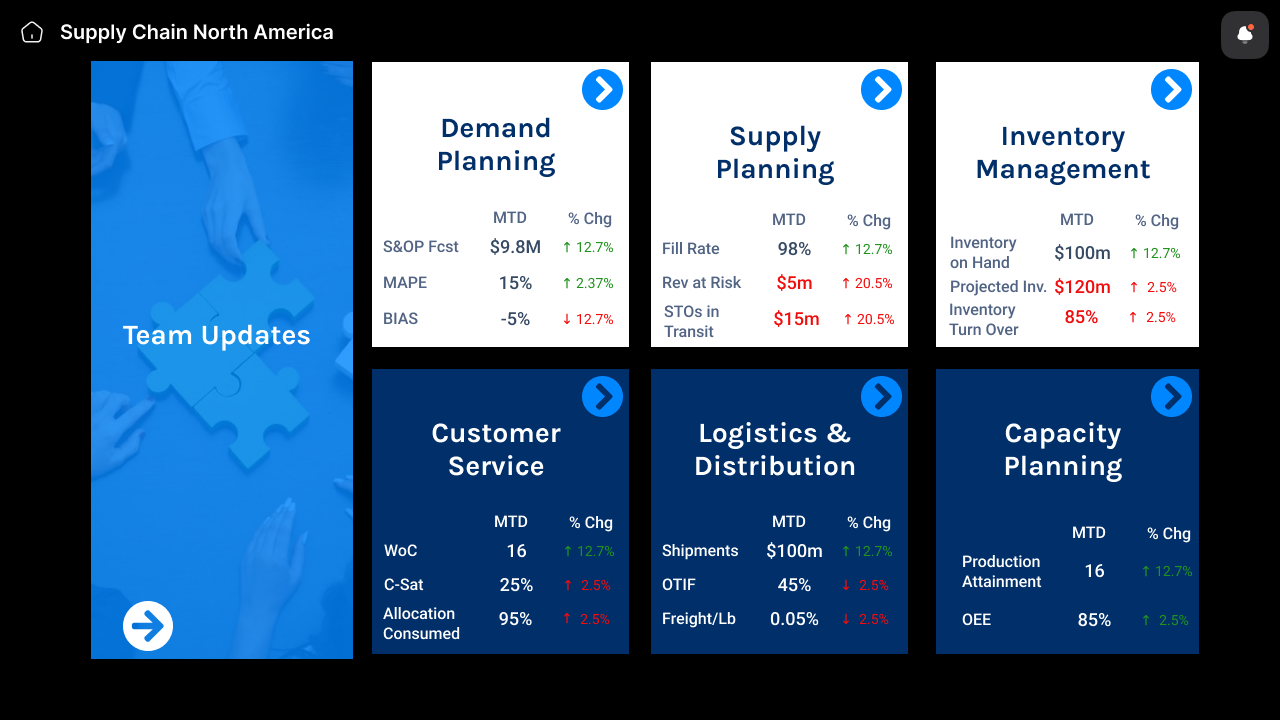 Supply Chain North America
Team Updates
Demand
Planning
MTD % Chg
S&OP Fcst $9.8M ↑ 12.7%
MAPE 15% ↑ 2.37%
BIAS -5% ↓ 12.7%
Supply
Planning
MTD % Chg
Fill Rate 98% ↑ 12.7%
Rev at Risk $5m ↑ 20.5%
STOs in
Transit $15m ↑ 20.5%
Inventory
Management
MTD % Chg
Inventory
on Hand $100m ↑ 12.7%
Projected Inv. $120m ↑ 2.5%
Inventory
Turn Over 85% ↑ 2.5%
Customer
Service
MTD % Chg
WoC 16 ↑ 12.7%
C-Sat 25% ↑ 2.5%
Allocation
Consumed 95% ↑ 2.5%
Logistics &
Distribution
MTD % Chg
Shipments $100m ↑ 12.7%
OTIF 45% ↓ 2.5%
Freight/Lb 0.05% ↓ -2.5%
Capacity
Planning
MTD % Chg
Production
Attainment 16 ↑ 12.7%
OEE 85% ↑ 2.5%